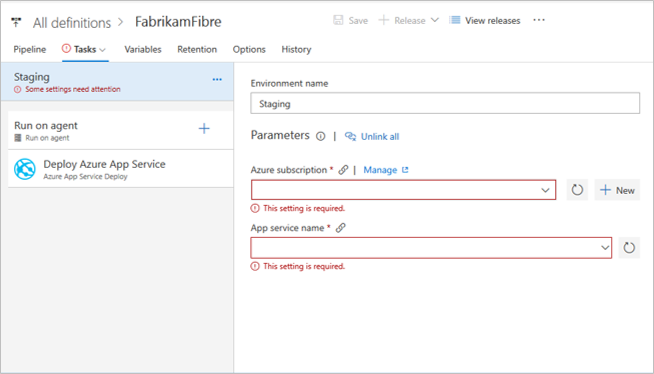 All definitions > FabrikamFibre
Save + Release View releases ...
Pipeline Tasks Variables Retention Options History
Staging ...
Some settings need attention
Run on agent
Run on agent
Deploy Azure App Service
Azure App Service Deploy
Environment name
Staging
Parameters | Unlink all
Azure subscription * | Manage
+ New
This setting is required.
App service name *
This setting is required.